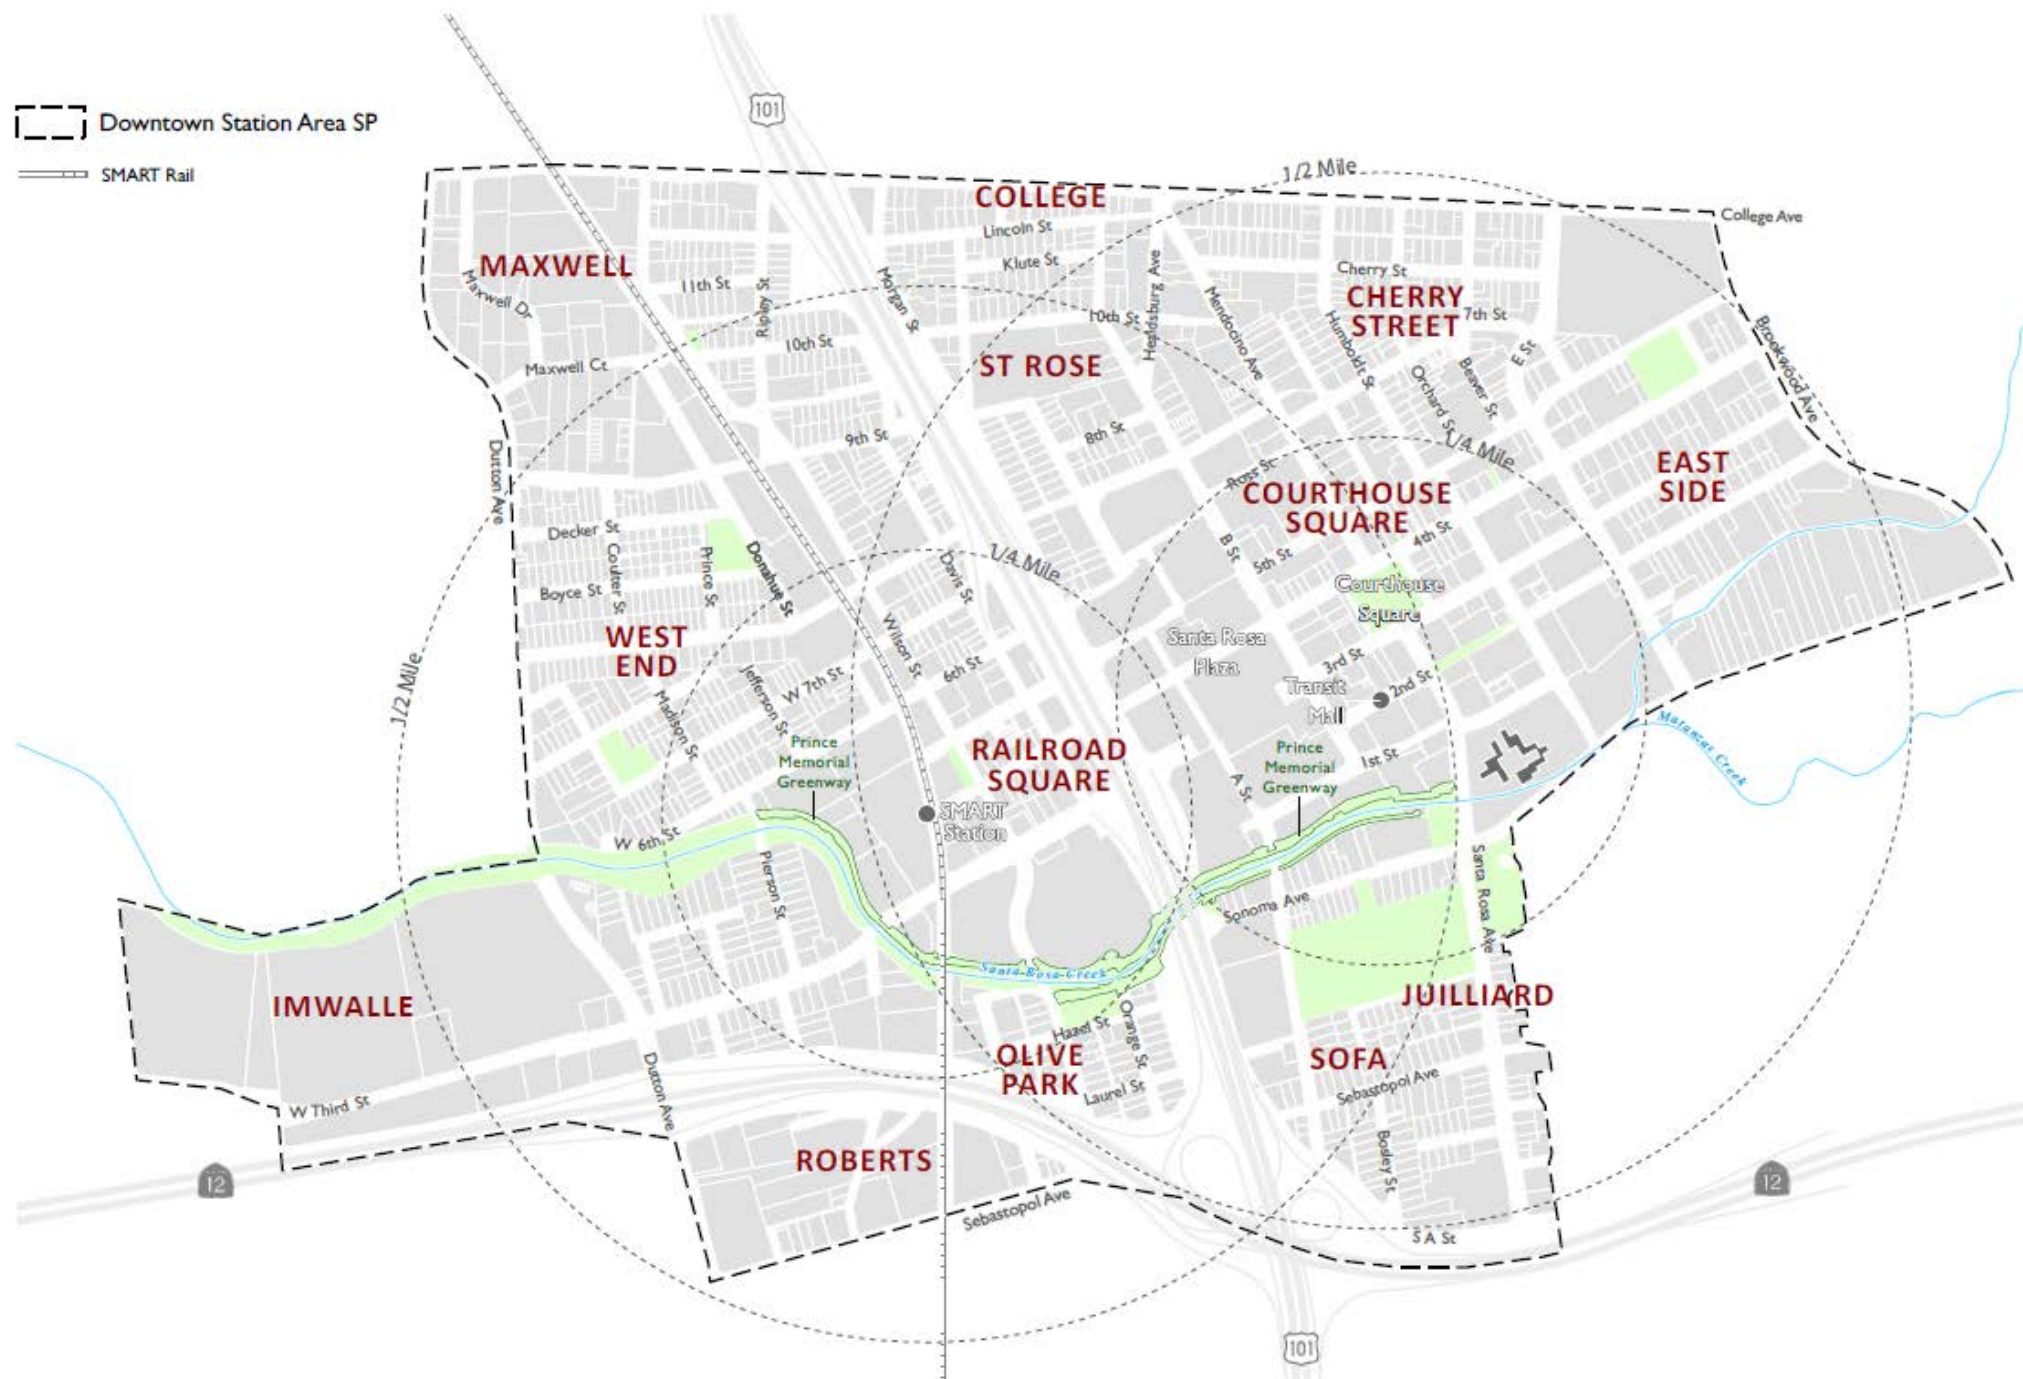 101
Downtown Station Area SP
SMART Rail
1/2 Mile
COLLEGE
College Ave
Lincoln St
Klute St
MAXWELL
Maxwell Dr
11th St
Ripley St
Morgan St
Healdsburg Ave
Mendocino Ave
Cherry St
CHERRY
STREET
7th St
10th St
10th St
Humboldt St
Brookwood Ave
Maxwell Ct
ST ROSE
Orchard St
Beaver St
E St
9th St
8th St
1/4 Mile
Dutton Ave
Ross St
COURTHOUSE
SQUARE
EAST
SIDE
Decker St
Coulter St
Prince St
Donahue St
Davis St
1/4 Mile
B St
5th St
4th St
Boyce St
Courthouse
Square
WEST
END
Wilson St
6th St
Santa Rosa
Plaza
3rd St
1/2 Mile
Madison St
Jefferson St
W 7th St
Transit
Mall
2nd St
Matanzas Creek
Prince
Memorial
Greenway
RAILROAD
SQUARE
Prince
Memorial
Greenway
1st St
A St
SMART
Station
W 6th St
Pierson St
Sonoma Ave
Santa Rosa Ave
Santa Rosa Creek
IMWALLE
JUILLIARD
Hazel St
Orange St
OLIVE
PARK
SOFA
Laurel St
Sebastopol Ave
W Third St
Dutton Ave
ROBERTS
Bosley St
12
12
Sebastopol Ave
S A St
101